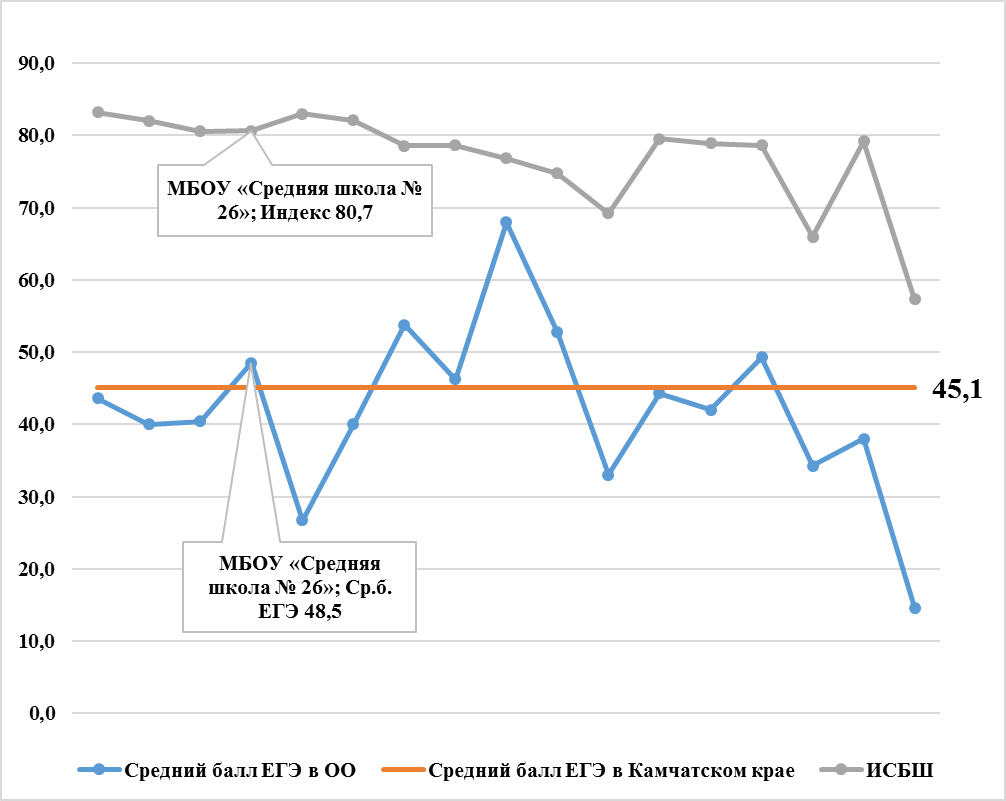 90,0
80,0
70,0
60,0
50,0
40,0
30,0
20,0
10,0
0,0
МБОУ «Средняя школа №
26»; Индекс 80,7
45,1
МБОУ «Средняя
школа № 26»; Ср.б.
ЕГЭ 48,5
Средний балл ЕГЭ в ОО
Средний балл ЕГЭ в Камчатском крае
ИСБШ